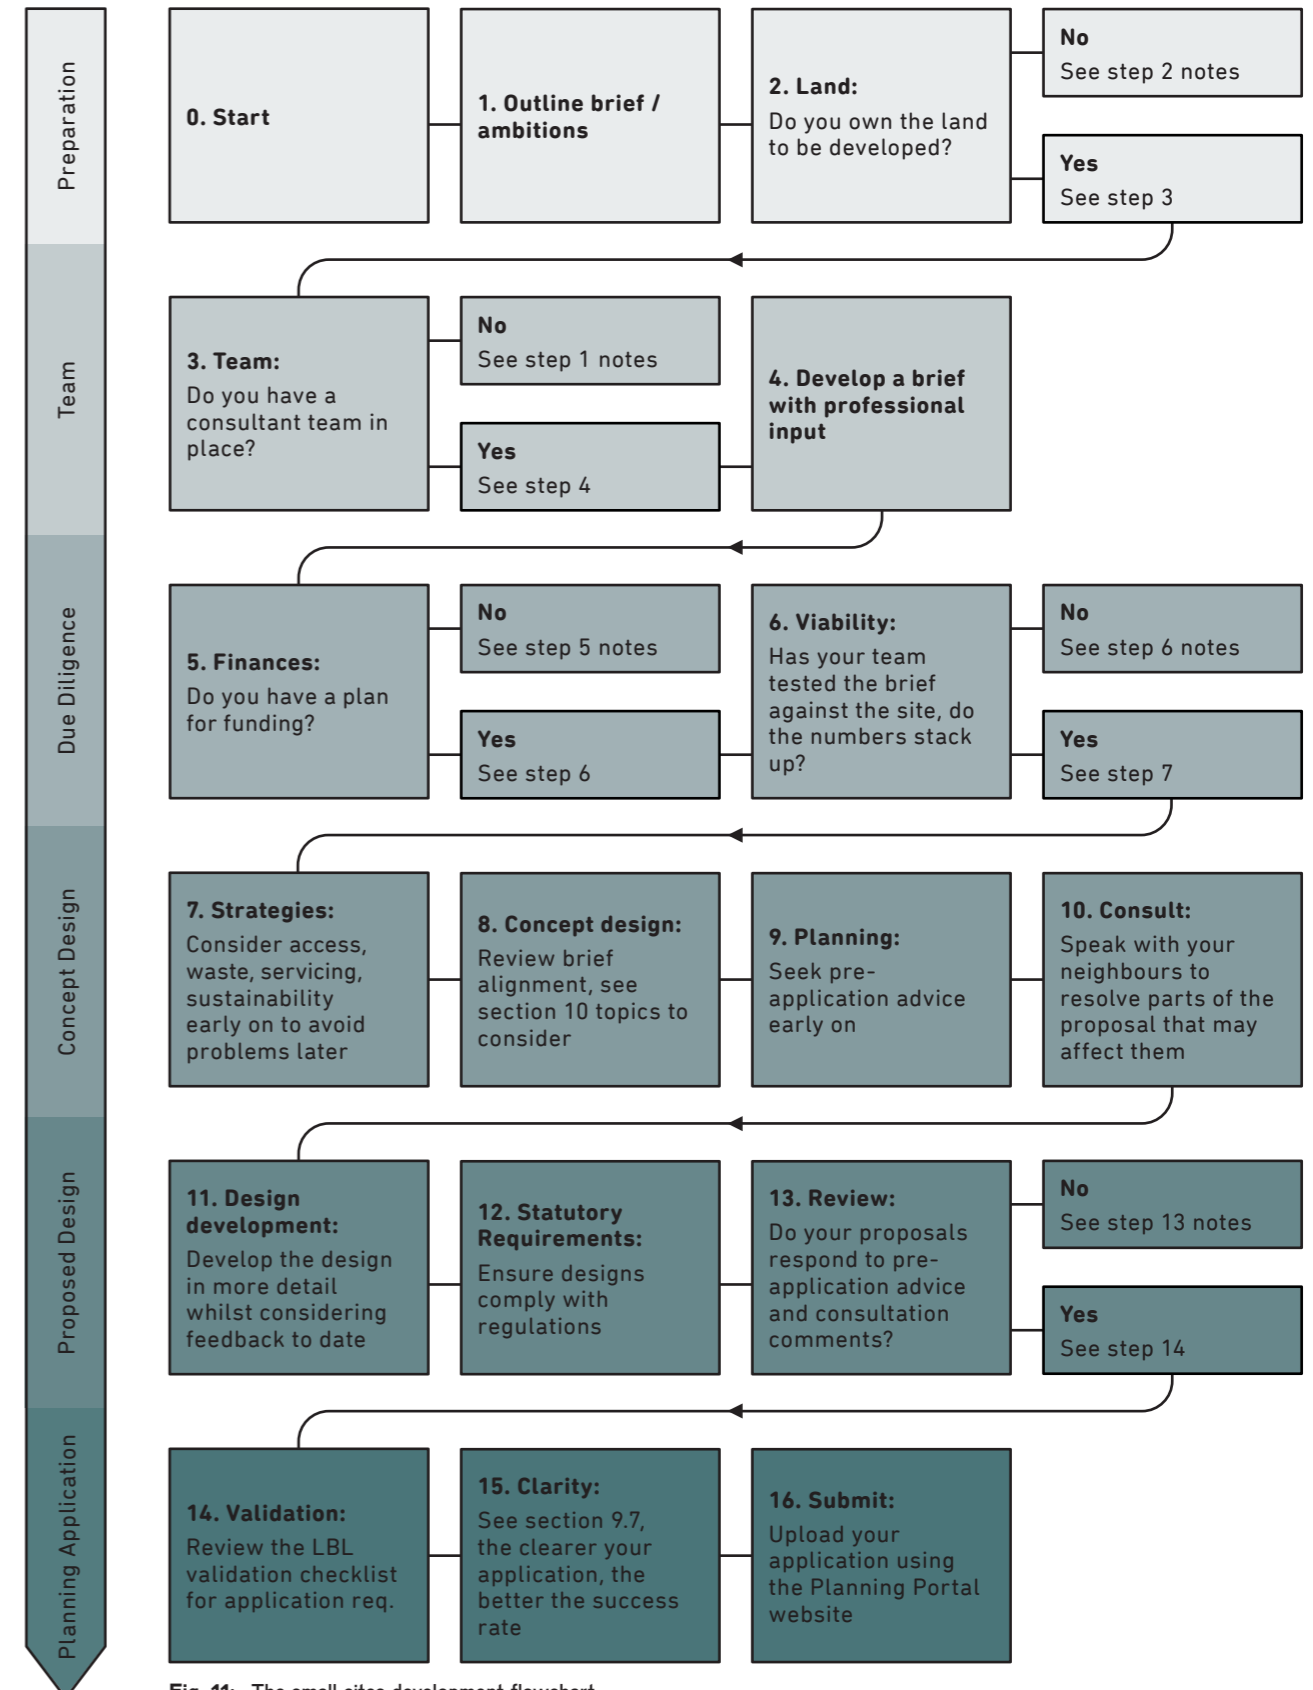 Preparation
0. Start
1. Outline brief /
ambitions
2. Land:
Do you own the land
to be developed?
No
See step 2 notes
Yes
See step 3
Team
3. Team:
Do you have a
consultant team in
place?
No
See step 1 notes
Yes
See step 4
4. Develop a brief
with professional
input
Due Diligence
5. Finances:
Do you have a plan
for funding?
No
See step 5 notes
Yes
See step 6
6. Viability:
Has your team
tested the brief
against the site, do
the numbers stack
up?
No
See step 6 notes
Yes
See step 7
Concept Design
7. Strategies:
Consider access,
waste, servicing,
sustainability
early on to avoid
problems later
8. Concept design:
Review brief
alignment, see
section 10 topics to
consider
9. Planning:
Seek pre-
application advice
early on
10. Consult:
Speak with your
neighbours to
resolve parts of the
proposal that may
affect them
Proposed Design
11. Design
development:
Develop the design
in more detail
whilst considering
feedback to date
12. Statutory
Requirements:
Ensure designs
comply with
regulations
13. Review:
Do your proposals
respond to pre-
application advice
and consultation
comments?
No
See step 13 notes
Yes
See step 14
Planning Application
14. Validation:
Review the LBL
validation checklist
for application req.
15. Clarity:
See section 9.7,
the clearer your
application, the
better the success
rate
16. Submit:
Upload your
application using
the Planning Portal
website
Fig. 11: The small sites development flowchart